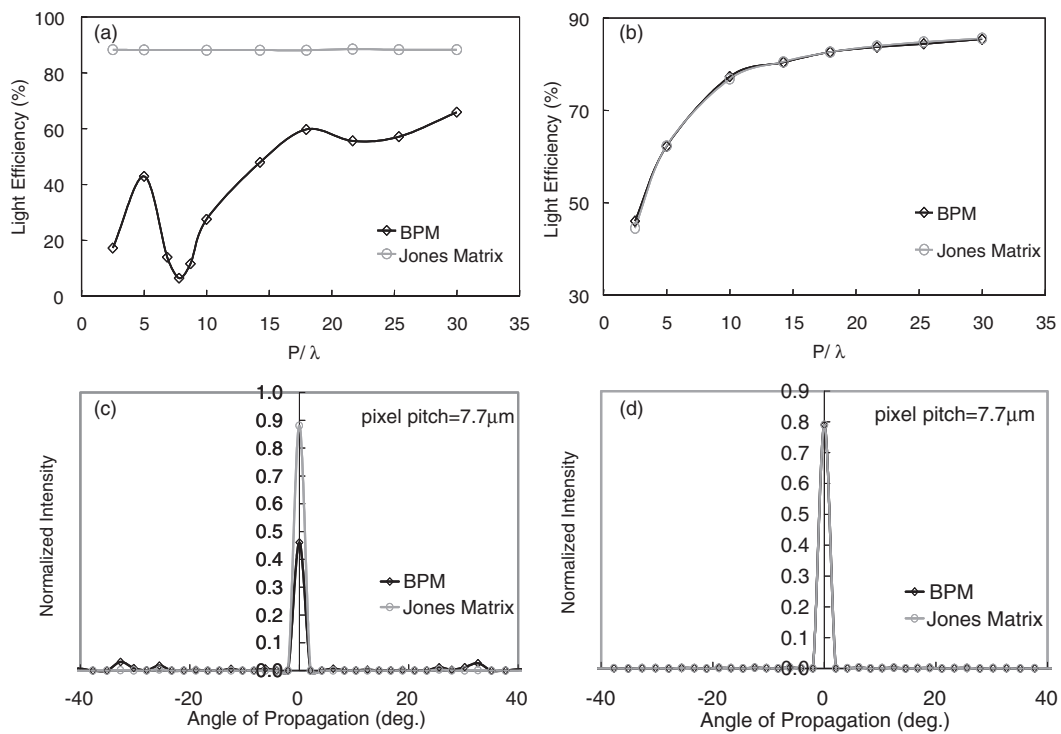 (a)
100
80
60
40
20
0
Light Efficiency (%)
BPM
Jones Matrix
0 5 10 15 20 25 30 35
P/ λ
(b)
90
70
50
30
Light Efficiency (%)
BPM
Jones Matrix
0 5 10 15 20 25 30 35
P/ λ
(c)
pixel pitch=7.7μm
1.0
0.9
0.8
0.7
0.6
0.5
0.4
0.3
0.2
0.1
0.0
Normalized Intensity
BPM
Jones Matrix
-40 -20 0 20 40
Angle of Propagation (deg.)
(d)
pixel pitch=7.7μm
0.9
0.8
0.7
0.6
0.5
0.4
0.3
0.2
0.1
0.0
Normalized Intensity
BPM
Jones Matrix
-40 -20 0 20 40
Angle of Propagation (deg.)